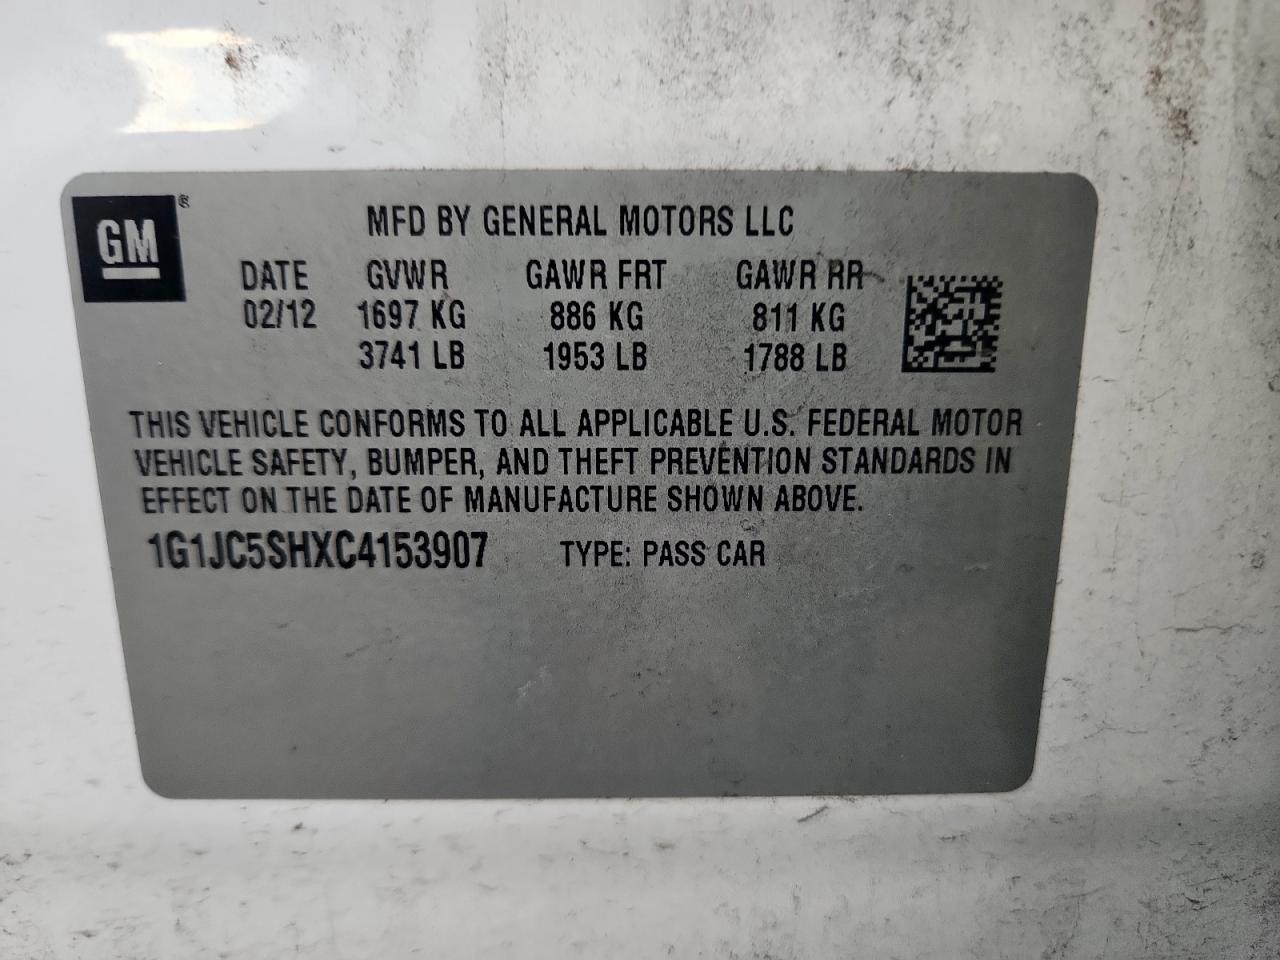 GM®
MFD BY GENERAL MOTORS LLC
DATE GVWR GAWR FRT GAWR RR
02/12 1697 KG 886 KG 811 KG
3741 LB 1953 LB 1788 LB
THIS VEHICLE CONFORMS TO ALL APPLICABLE U.S. FEDERAL MOTOR
VEHICLE SAFETY, BUMPER, AND THEFT PREVENTION STANDARDS IN
EFFECT ON THE DATE OF MANUFACTURE SHOWN ABOVE.
1G1JC5SHXC4153907 TYPE: PASS CAR